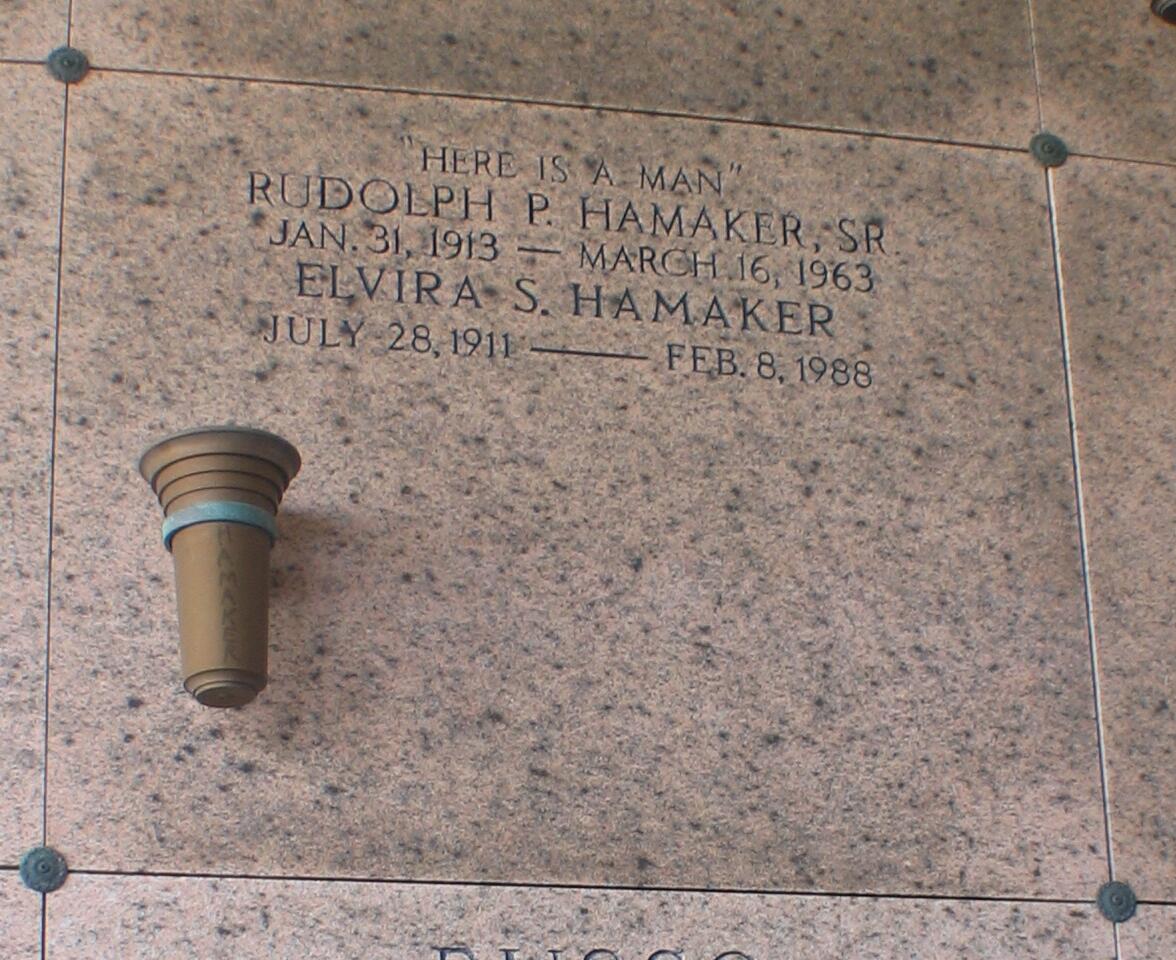 "HERE IS A MAN"
RUDOLPH P. HAMAKER, SR.
JAN. 31, 1913 — MARCH 16, 1963
ELVIRA S. HAMAKER
JULY 28, 1911 — FEB. 8, 1988
HAMAKER